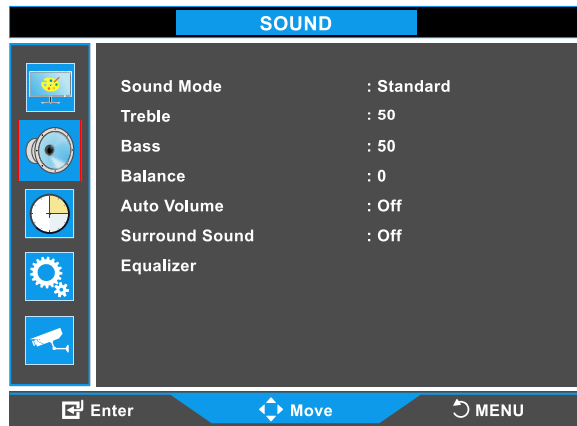 SOUND
Sound Mode : Standard
Treble : 50
Bass : 50
Balance : 0
Auto Volume : Off
Surround Sound : Off
Equalizer
Enter Move MENU